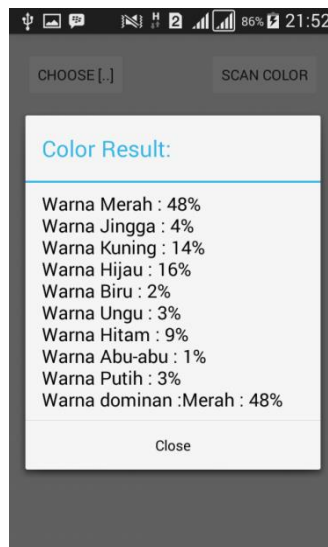 2 86% 21:52
CHOOSE [..] SCAN COLOR
Color Result:
Warna Merah : 48%
Warna Jingga : 4%
Warna Kuning : 14%
Warna Hijau : 16%
Warna Biru : 2%
Warna Ungu : 3%
Warna Hitam : 9%
Warna Abu-abu : 1%
Warna Putih : 3%
Warna dominan :Merah : 48%
Close